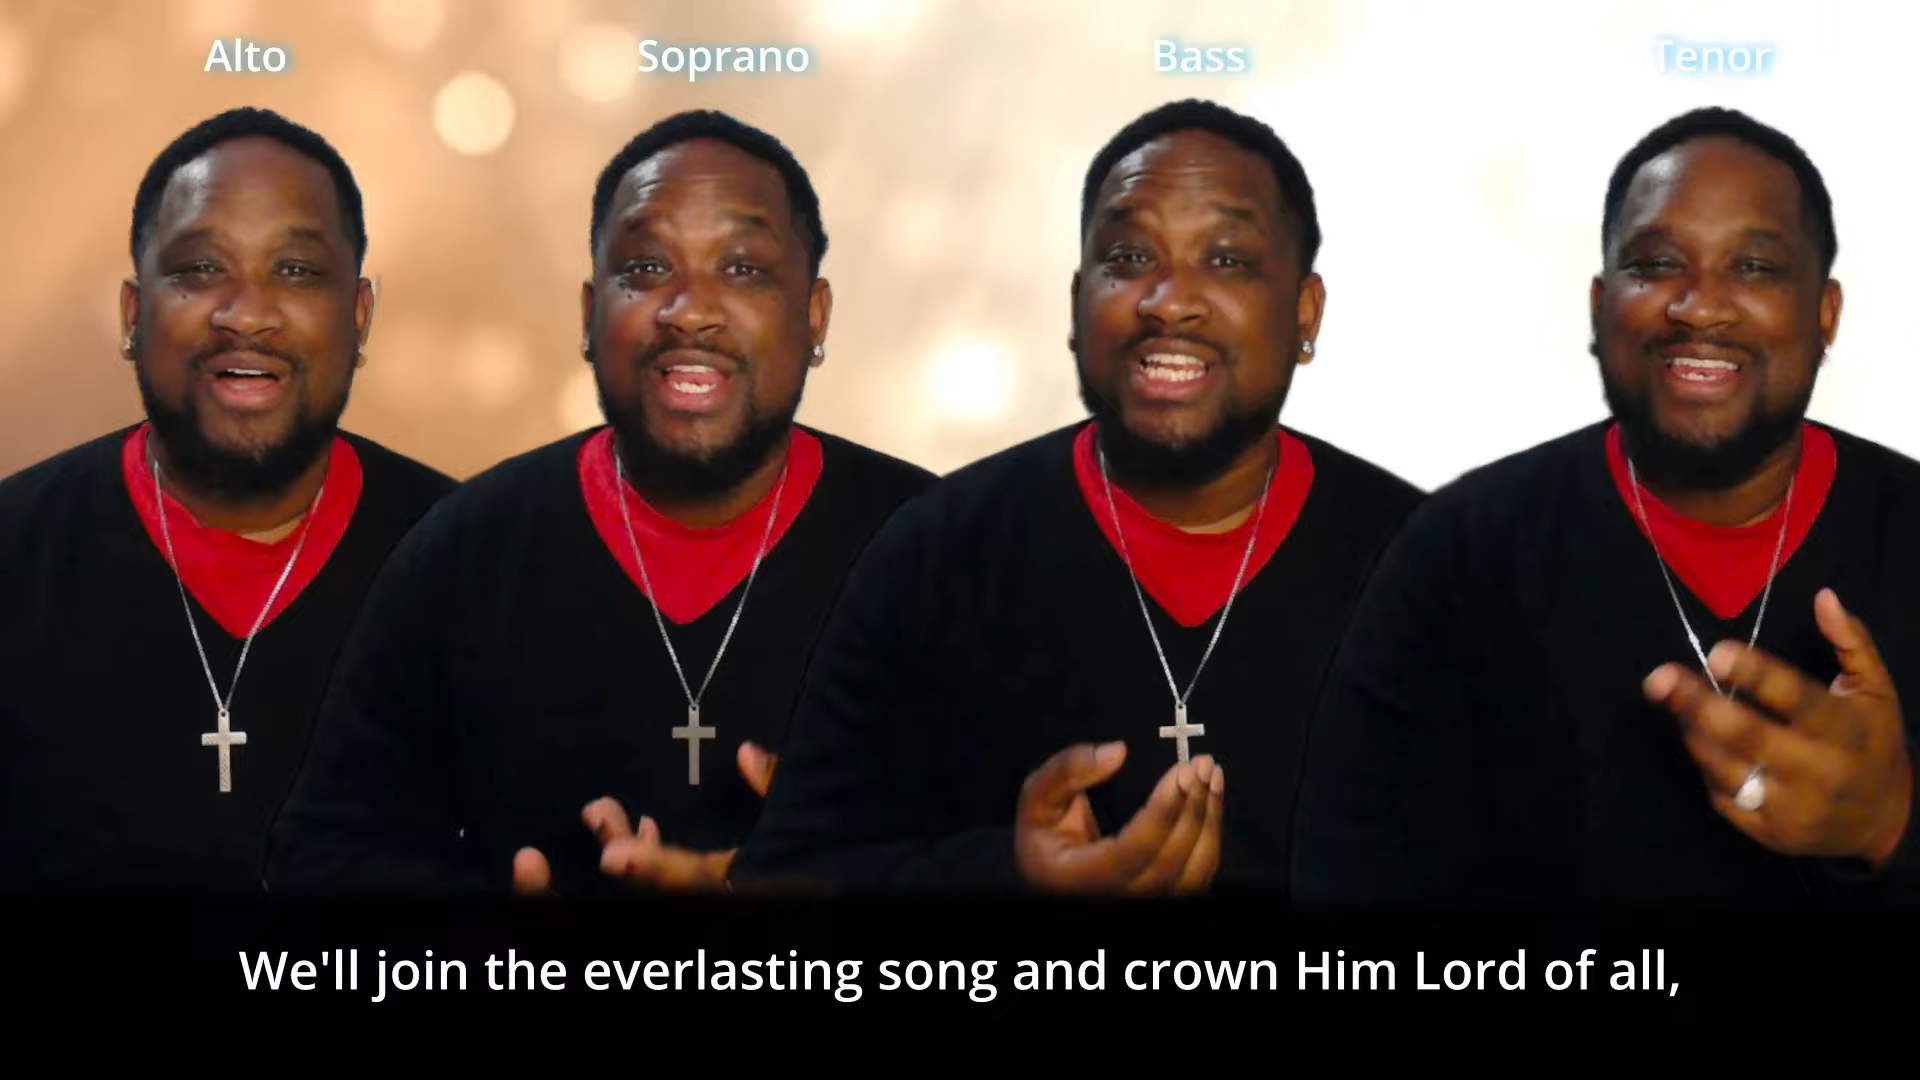 Alto Soprano Bass Tenor
We'll join the everlasting song and crown Him Lord of all,